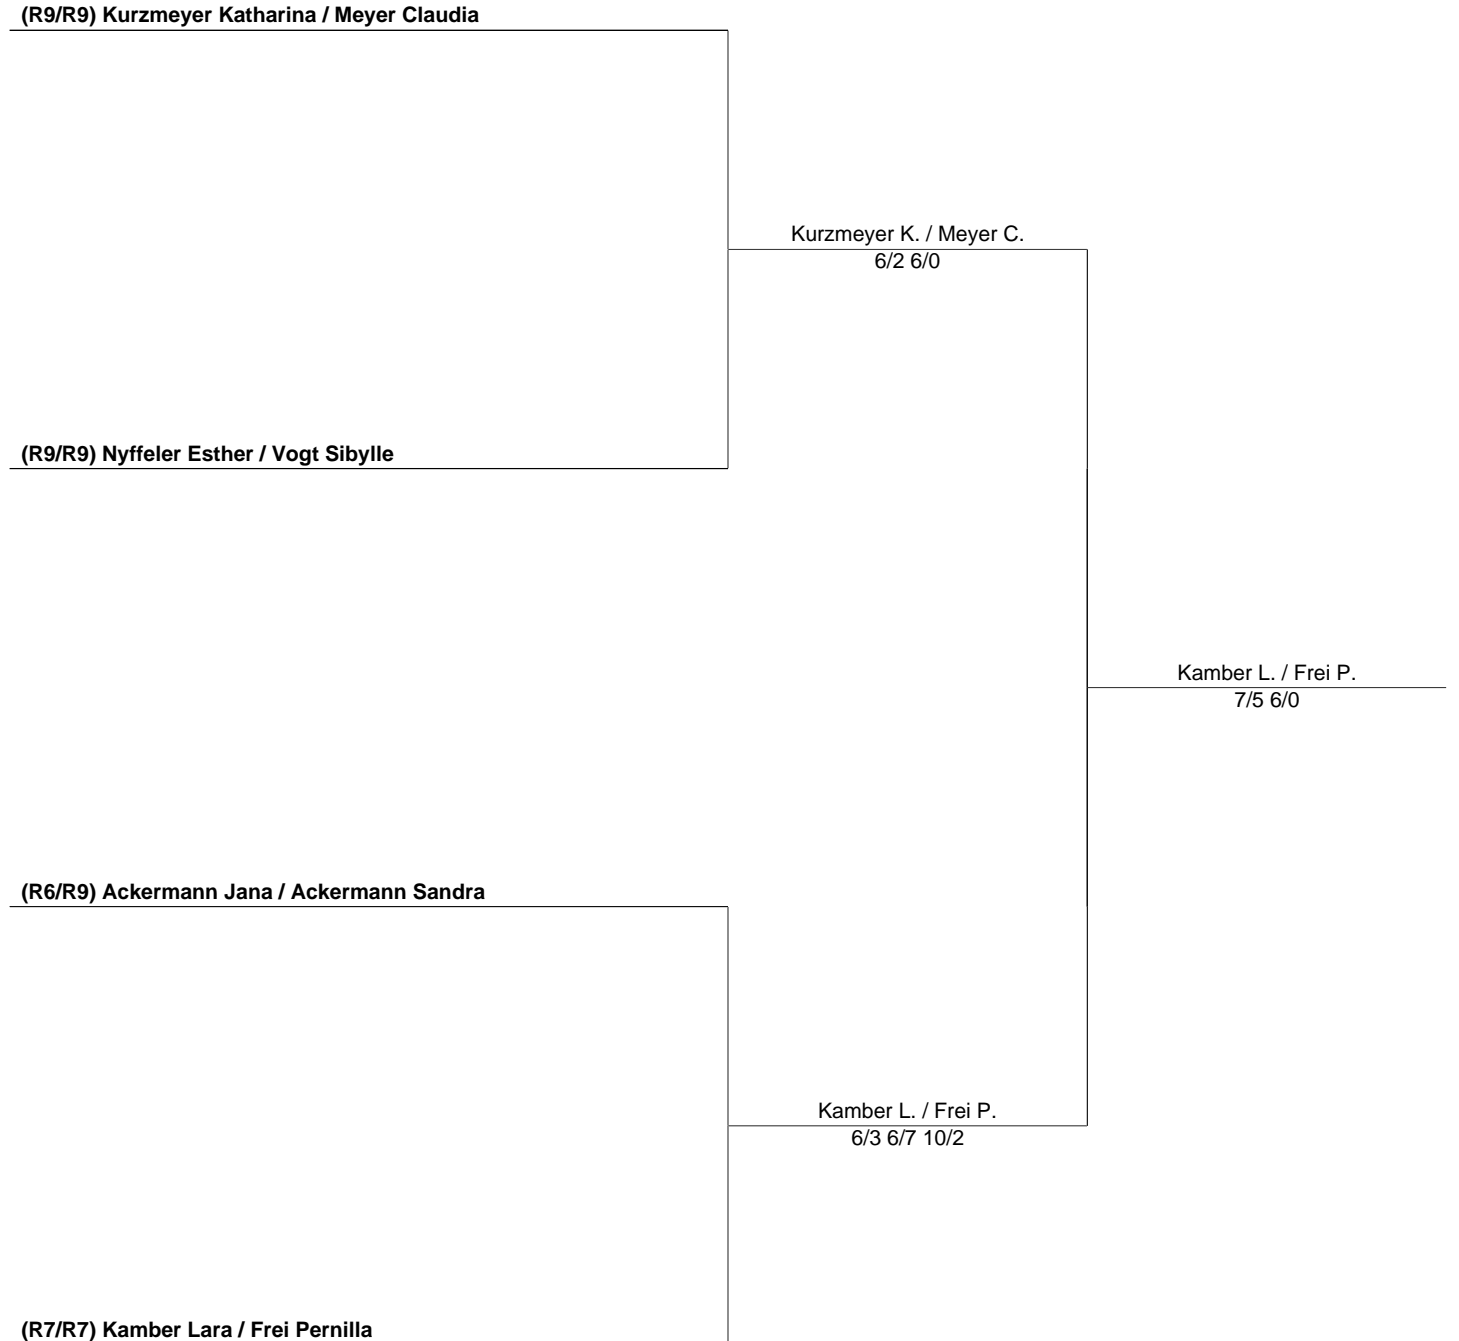 (R9/R9) Kurzmeyer Katharina / Meyer Claudia
Kurzmeyer K. / Meyer C.
6/2 6/0
(R9/R9) Nyffeler Esther / Vogt Sibylle
Kamber L. / Frei P.
7/5 6/0
(R6/R9) Ackermann Jana / Ackermann Sandra
Kamber L. / Frei P.
6/3 6/7 10/2
(R7/R7) Kamber Lara / Frei Pernilla